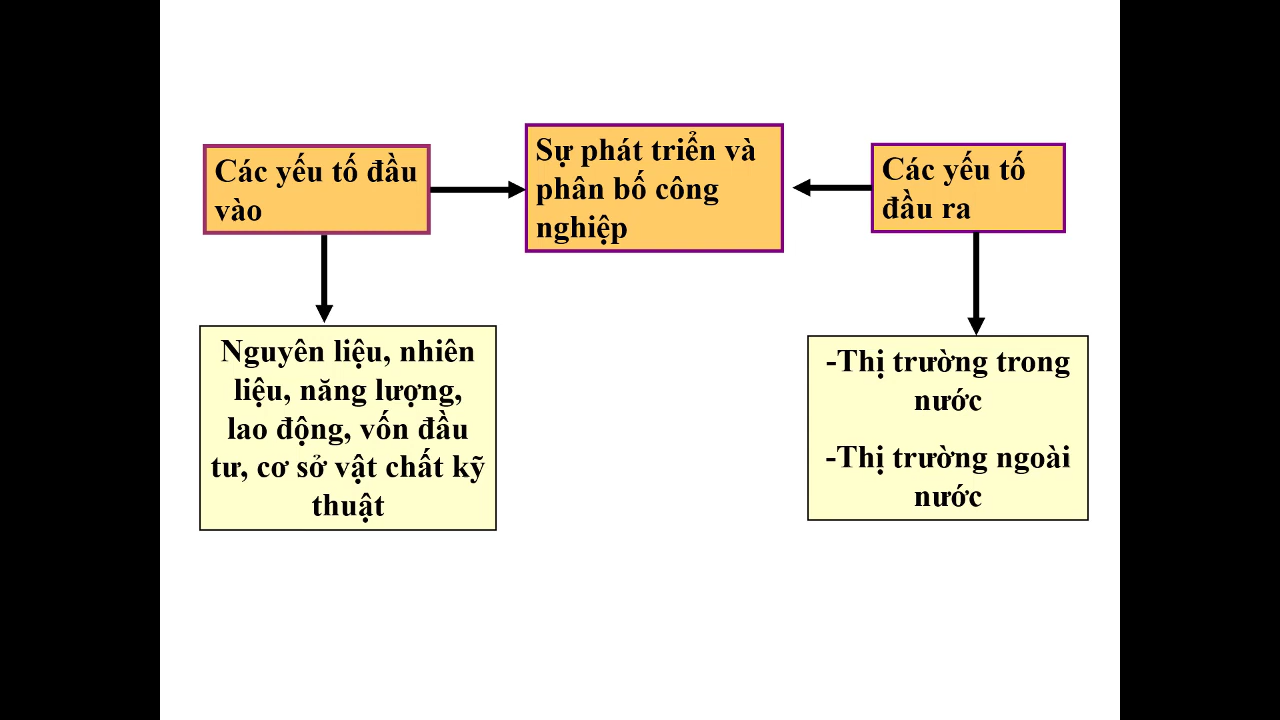 Các yếu tố đầu
vào
Sự phát triển và
phân bố công
nghiệp
Các yếu tố
đầu ra
Nguyên liệu, nhiên
liệu, năng lượng,
lao động, vốn đầu
tư, cơ sở vật chất kỹ
thuật
-Thị trường trong
nước
-Thị trường ngoài
nước